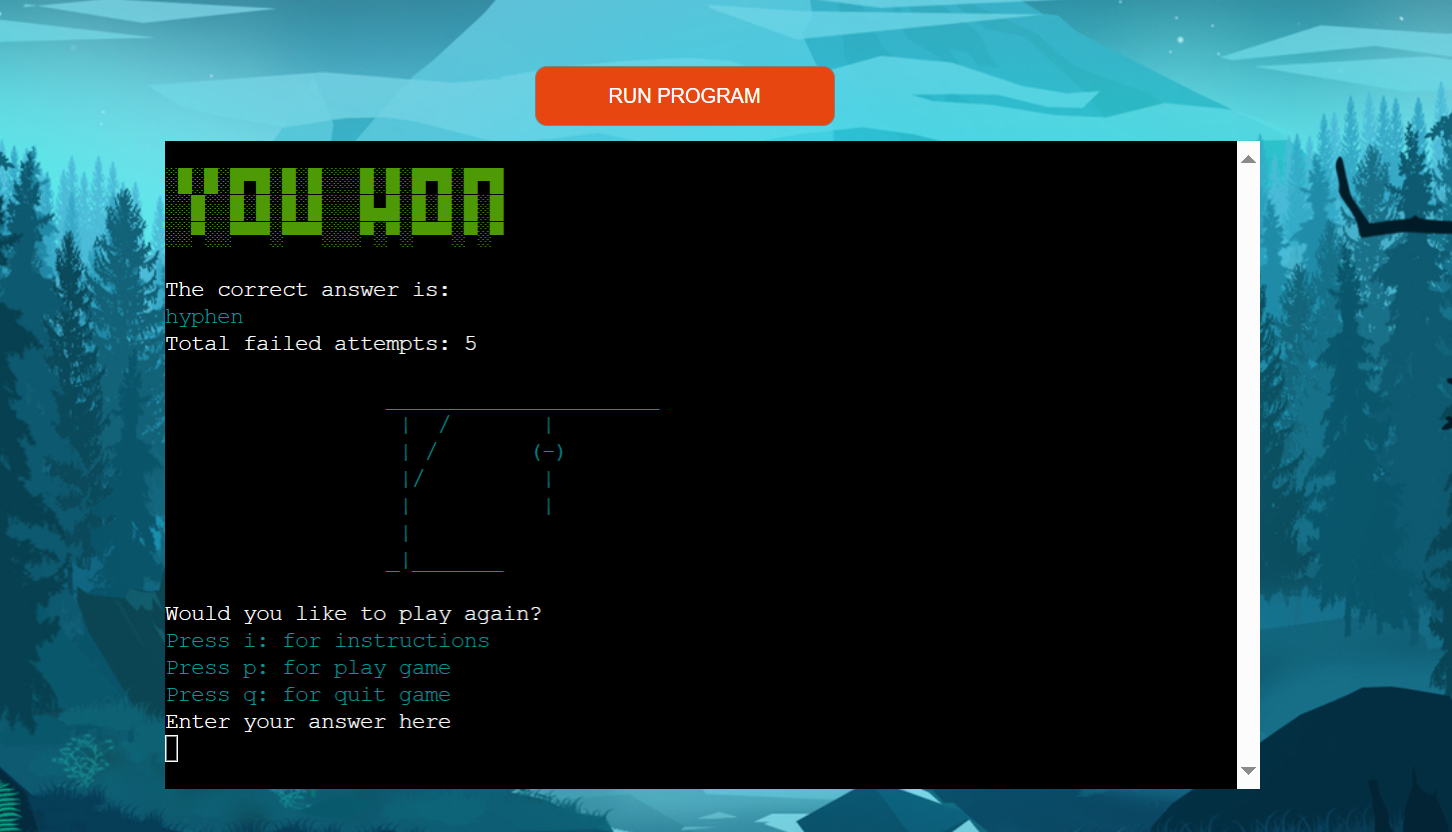 RUN PROGRAM
YOU WON
The correct answer is:
hyphen
Total failed attempts: 5
Would you like to play again?
Press i: for instructions
Press p: for play game
Press q: for quit game
Enter your answer here